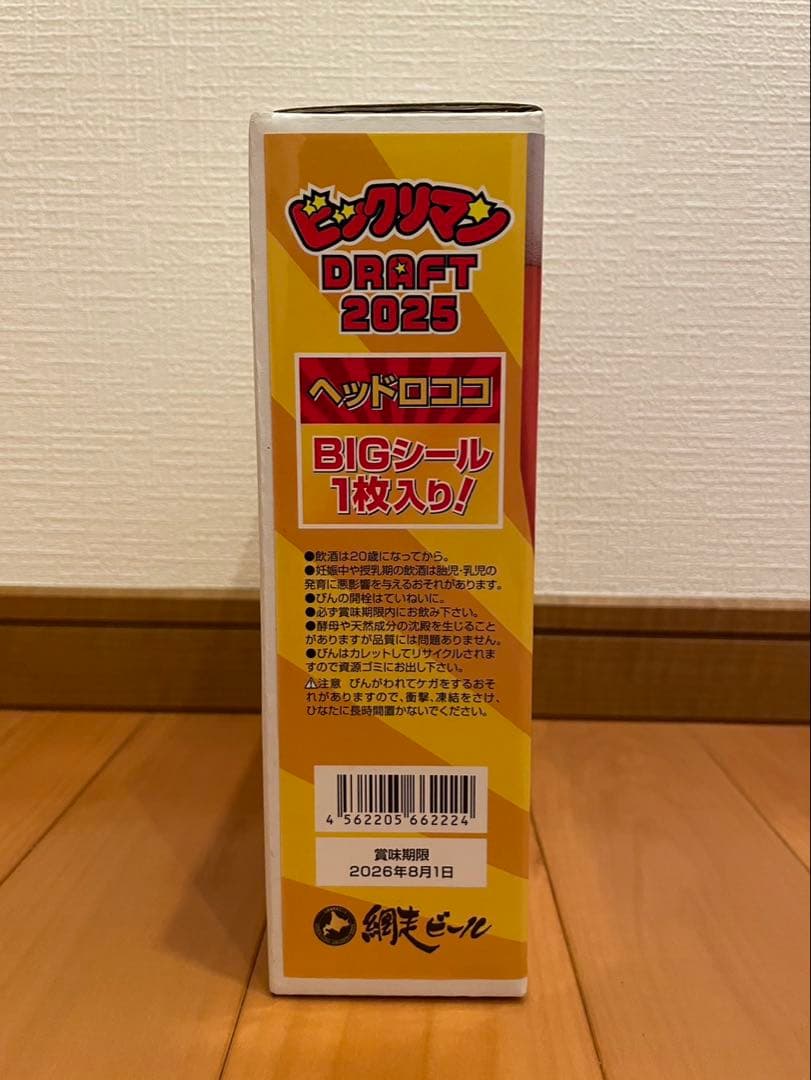 ビックリマン
DRAFT
2025
ヘッドロココ
BIGシール
1枚入り!
●飲酒は20歳になってから。
●妊娠中や授乳期の飲酒は胎児・乳児の
発育に悪影響を与えるおそれがあります。
●びんの開栓はていねいに。
●必ず賞味期限内にお飲み下さい。
●酵母や天然成分の沈殿を生じること
がありますが品質には問題ありません。
●びんはカレットしてリサイクルされま
すので資源ゴミにお出し下さい。
⚠注意 びんがわれてケガをするおそ
れがありますので、衝撃、凍結をさけ、
ひなたに長時間置かないでください。
4 562205 662224
賞味期限
2026年8月1日
網走ビール